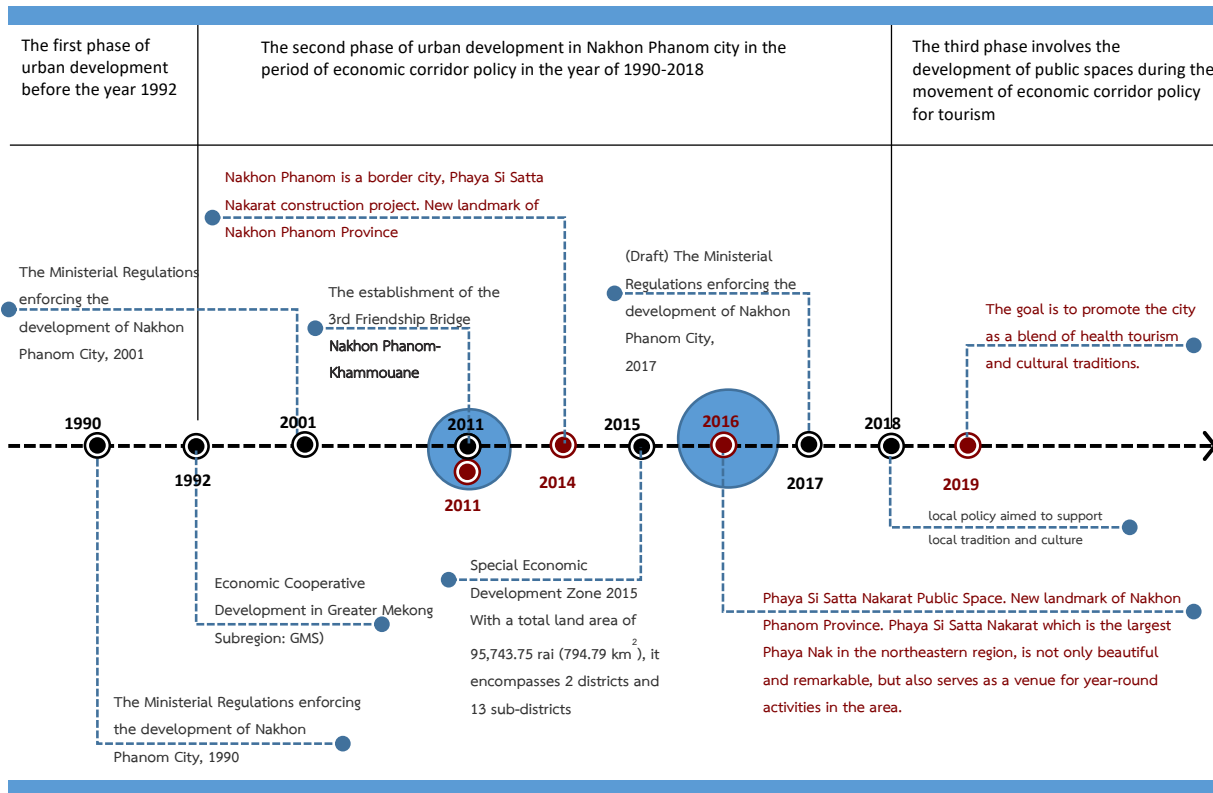 The first phase of
urban development
before the year 1992
The second phase of urban development in Nakhon Phanom city in the
period of economic corridor policy in the year of 1990-2018
The third phase involves the
development of public spaces during the
movement of economic corridor policy
for tourism
Nakhon Phanom is a border city, Phaya Si Satta
Nakarat construction project. New landmark of
Nakhon Phanom Province
The Ministerial Regulations
enforcing the
development of Nakhon
Phanom City, 2001
The establishment of the
3rd Friendship Bridge
Nakhon Phanom-
Khammouane
(Draft) The Ministerial
Regulations enforcing the
development of Nakhon
Phanom City,
2017
The goal is to promote the city
as a blend of health tourism
and cultural traditions.
1990
1992
2001
2011
2011
2014
2015
2016
2017
2018
2019
local policy aimed to support
local tradition and culture
Economic Cooperative
Development in Greater Mekong
Subregion: GMS)
Special Economic
Development Zone 2015
With a total land area of
95,743.75 rai (794.79 km²), it
encompasses 2 districts and
13 sub-districts
Phaya Si Satta Nakarat Public Space. New landmark of Nakhon
Phanom Province. Phaya Si Satta Nakarat which is the largest
Phaya Nak in the northeastern region, is not only beautiful
and remarkable, but also serves as a venue for year-round
activities in the area.
The Ministerial Regulations enforcing
the development of Nakhon
Phanom City, 1990